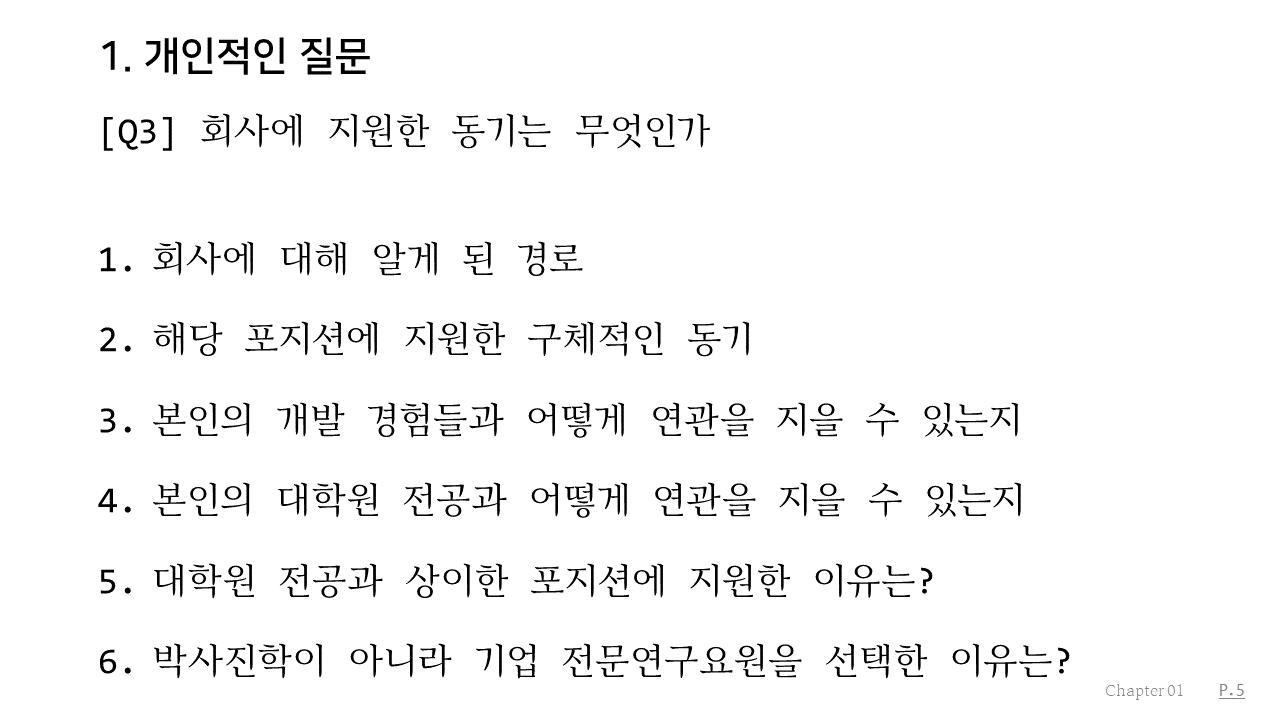 1. 개인적인 질문
[Q3] 회사에 지원한 동기는 무엇인가
1. 회사에 대해 알게 된 경로
2. 해당 포지션에 지원한 구체적인 동기
3. 본인의 개발 경험들과 어떻게 연관을 지을 수 있는지
4. 본인의 대학원 전공과 어떻게 연관을 지을 수 있는지
5. 대학원 전공과 상이한 포지션에 지원한 이유는?
6. 박사진학이 아니라 기업 전문연구요원을 선택한 이유는?
Chapter 01 P.5